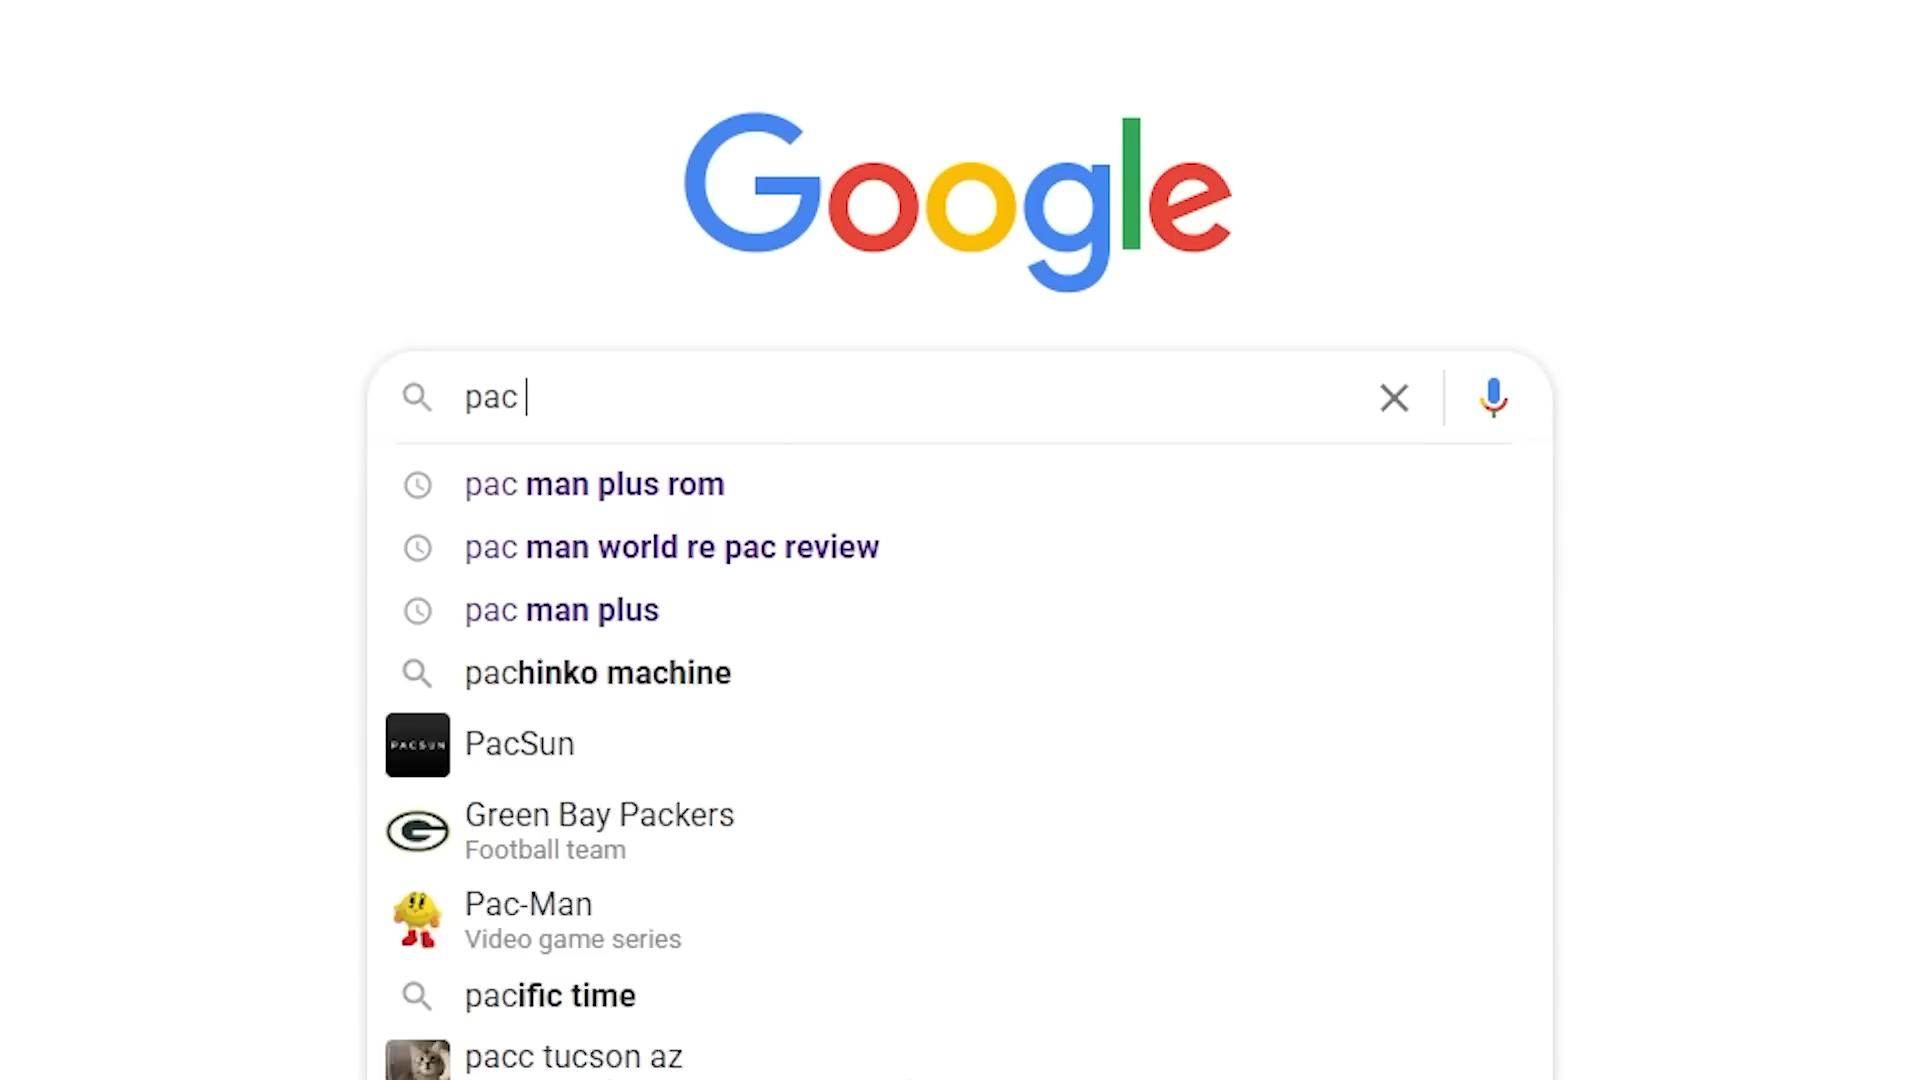 Google
pac
pac man plus rom
pac man world re pac review
pac man plus
pachinko machine
PACSUN
PacSun
Green Bay Packers
Football team
Pac-Man
Video game series
pacific time
pacc tucson az